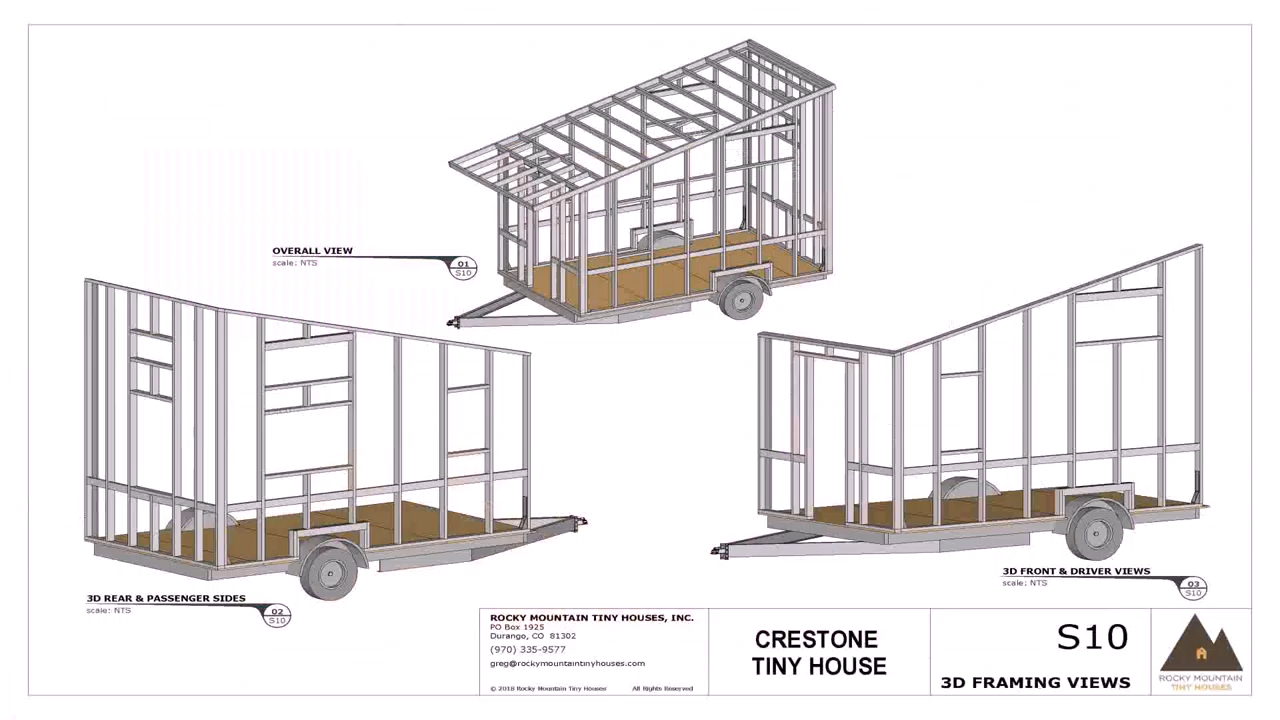 OVERALL VIEW
scale: NTS
01
S10
3D REAR & PASSENGER SIDES
scale: NTS
02
S10
3D FRONT & DRIVER VIEWS
scale: NTS
03
S10
ROCKY MOUNTAIN TINY HOUSES, INC.
PO Box 1925
Durango, CO 81302
(970) 335-9577
greg@rockymountaintinyhouses.com
© 2018 Rocky Mountain Tiny Houses All Rights Reserved
CRESTONE
TINY HOUSE
S10
3D FRAMING VIEWS
ROCKY MOUNTAIN
TINY HOUSES